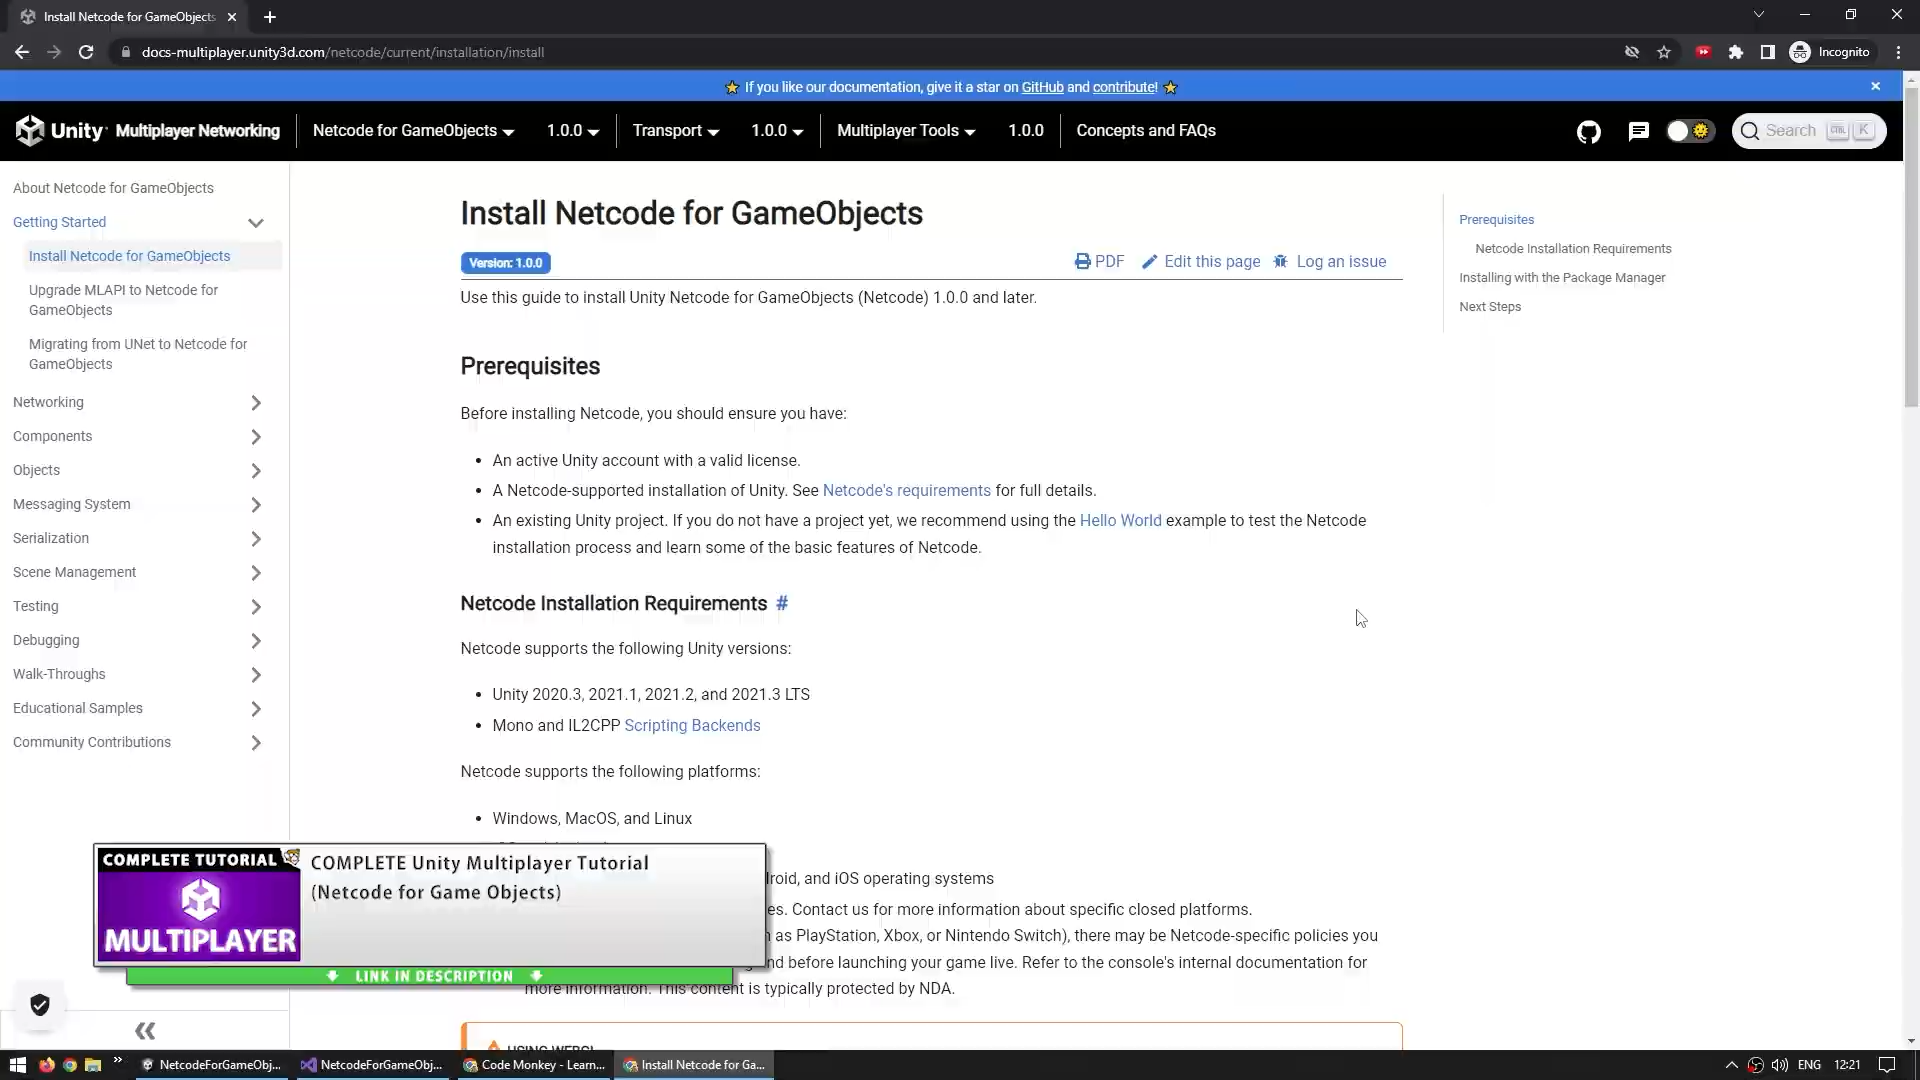 Install Netcode for GameObjects
docs-multiplayer.unity3d.com/netcode/current/installation/install
Incognito
⭐ If you like our documentation, give it a star on GitHub and contribute! ⭐
Unity Multiplayer Networking
Netcode for GameObjects
1.0.0
Transport
1.0.0
Multiplayer Tools
1.0.0
Concepts and FAQs
Search
CTRL K
About Netcode for GameObjects
Getting Started
Install Netcode for GameObjects
Upgrade MLAPI to Netcode for
GameObjects
Migrating from UNet to Netcode for
GameObjects
Networking
Components
Objects
Messaging System
Serialization
Scene Management
Testing
Debugging
Walk-Throughs
Educational Samples
Community Contributions
Install Netcode for GameObjects
Version: 1.0.0
PDF
Edit this page
Log an issue
Use this guide to install Unity Netcode for GameObjects (Netcode) 1.0.0 and later.
Prerequisites
Before installing Netcode, you should ensure you have:
• An active Unity account with a valid license.
• A Netcode-supported installation of Unity. See Netcode's requirements for full details.
• An existing Unity project. If you do not have a project yet, we recommend using the Hello World example to test the Netcode
installation process and learn some of the basic features of Netcode.
Netcode Installation Requirements #
Netcode supports the following Unity versions:
• Unity 2020.3, 2021.1, 2021.2, and 2021.3 LTS
• Mono and IL2CPP Scripting Backends
Netcode supports the following platforms:
• Windows, MacOS, and Linux
and iOS operating systems
Contact us for more information about specific closed platforms.
as PlayStation, Xbox, or Nintendo Switch), there may be Netcode-specific policies you
before launching your game live. Refer to the console's internal documentation for
more information. This content is typically protected by NDA.
USING WEBGL
Prerequisites
Netcode Installation Requirements
Installing with the Package Manager
Next Steps
COMPLETE TUTORIAL
MULTIPLAYER
COMPLETE Unity Multiplayer Tutorial
(Netcode for Game Objects)
LINK IN DESCRIPTION
NetcodeForGameObj...
NetcodeForGameObj...
Code Monkey - Learn...
Install Netcode for Ga...
ENG
12:21